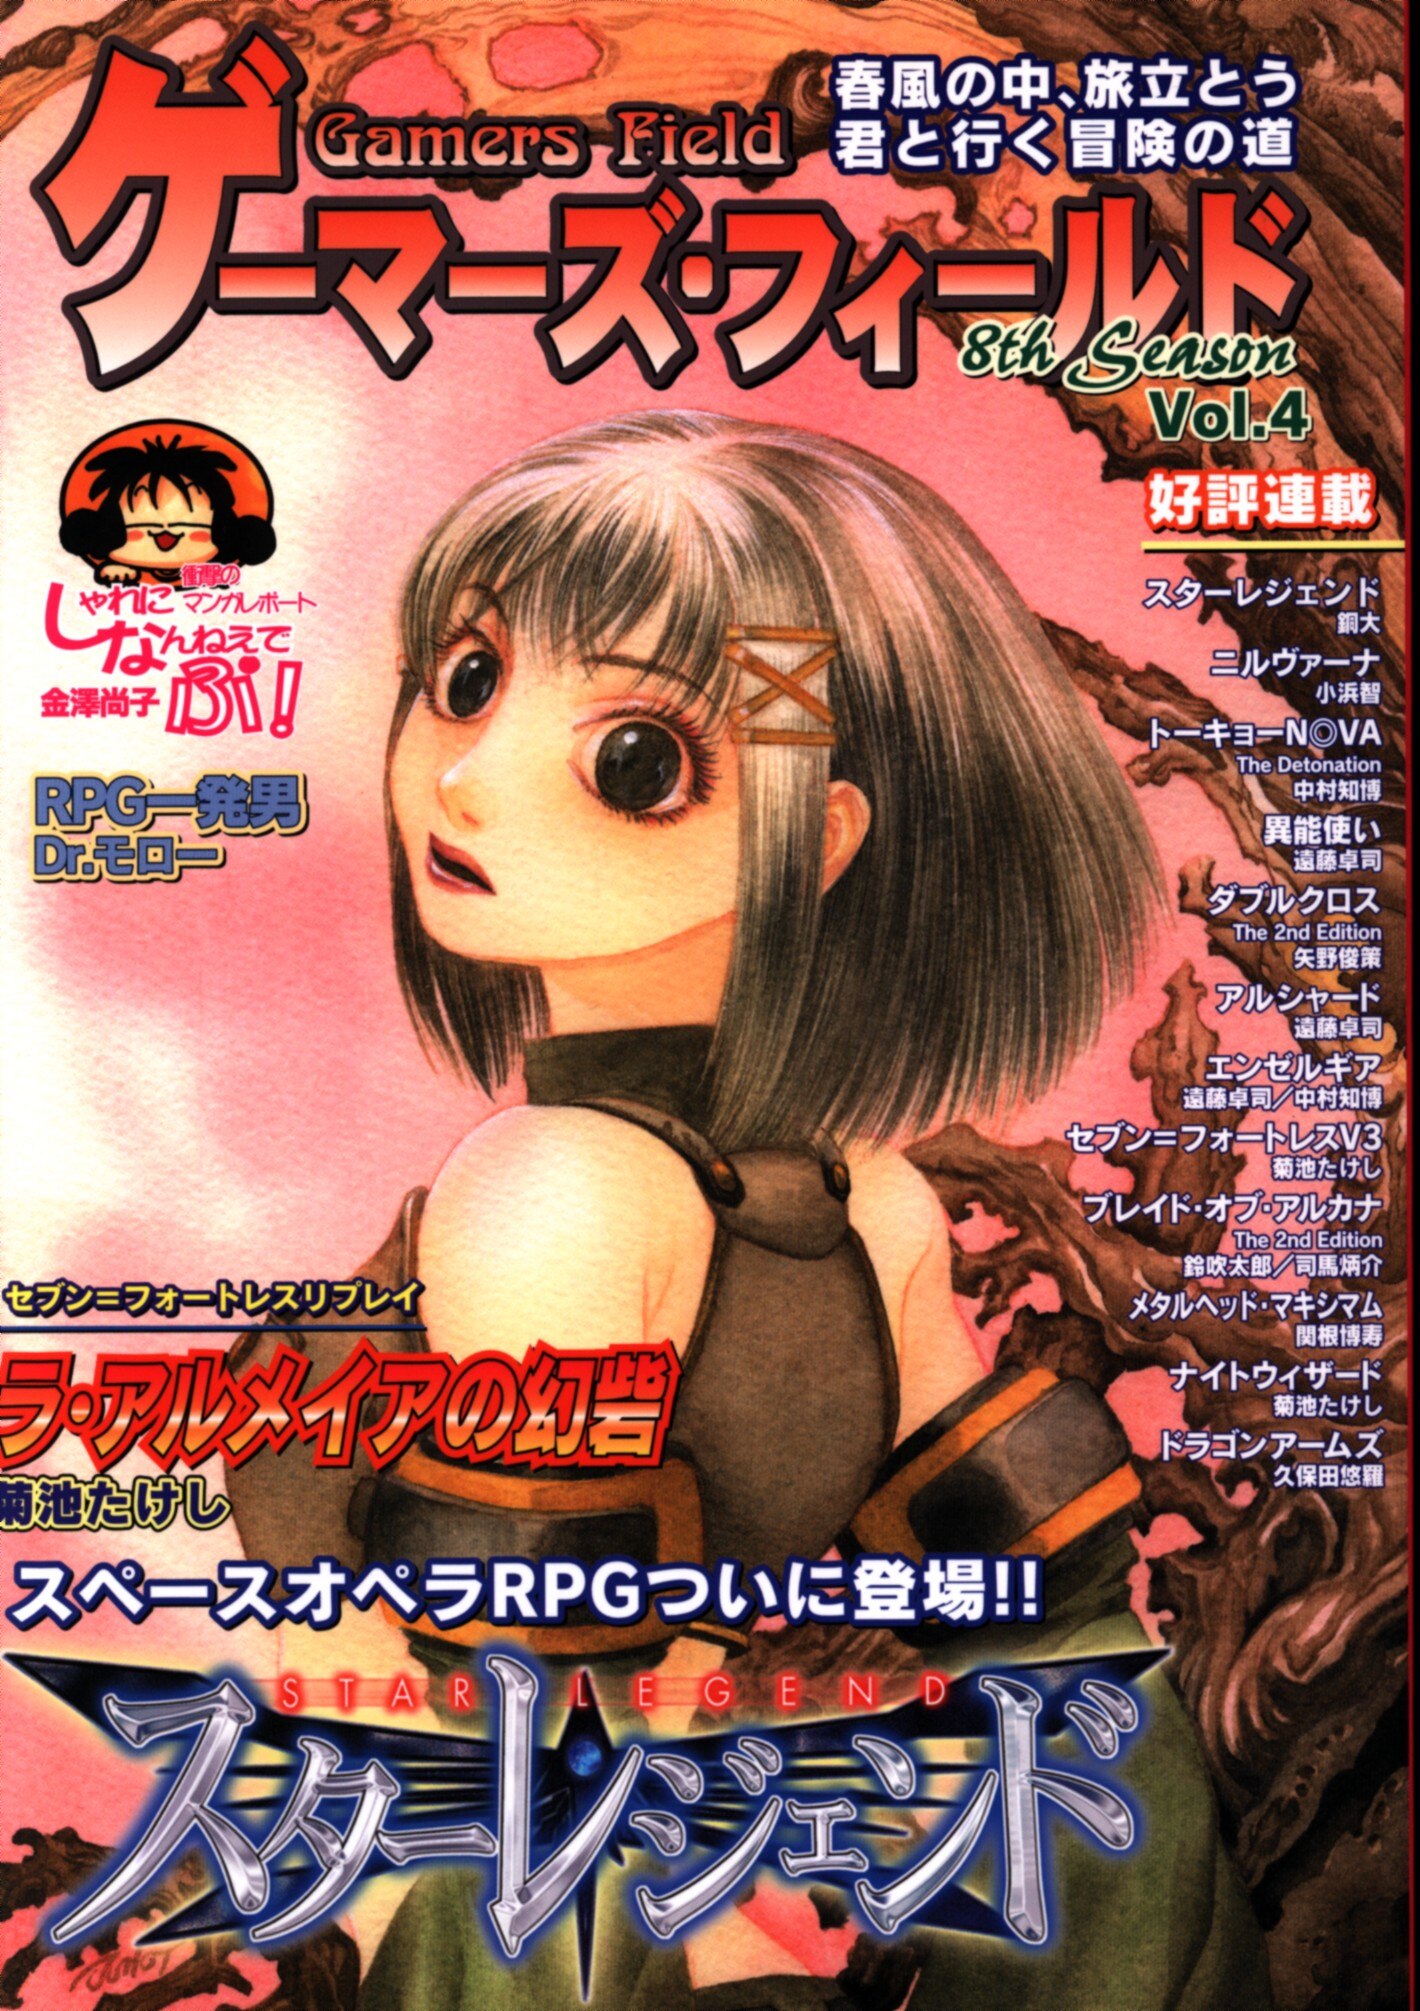 春風の中、旅立とう
君と行く冒険の道
Gamers Field
ゲーマーズ・フィールド
8th Season
Vol.4
衝撃の
マンガレポート
しゃれに
なんねえで
ぷぃ!
金澤尚子
RPG一発男
Dr.モロー
好評連載
スターレジェンド
銅大
ニルヴァーナ
小浜智
トーキョーN◎VA
The Detonation
中村知博
異能使い
遠藤卓司
ダブルクロス
The 2nd Edition
矢野俊策
アルシャード
遠藤卓司
エンゼルギア
遠藤卓司／中村知博
セブン=フォートレスV3
菊池たけし
ブレイド・オブ・アルカナ
The 2nd Edition
鈴吹太郎／司馬炳介
メタルヘッド・マキシマム
関根博寿
ナイトウィザード
菊池たけし
ドラゴンアームズ
久保田悠羅
セブン=フォートレスリプレイ
ラ・アルメイアの幻砦
菊池たけし
スペースオペラRPGついに登場!!
STAR LEGEND
スターレジェンド